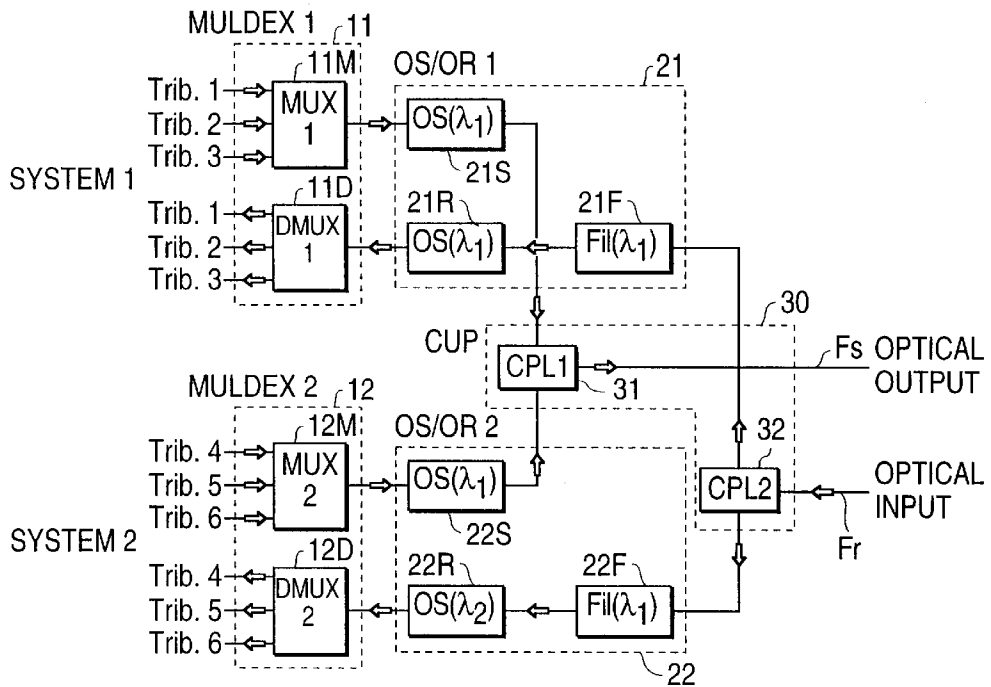 MULDEX 1
11
11M
OS/OR 1
21
Trib. 1
Trib. 2
Trib. 3
MUX
1
OS(λ1)
21S
SYSTEM 1
11D
21R
21F
Trib. 1
Trib. 2
Trib. 3
DMUX
1
OS(λ1)
Fil(λ1)
30
CUP
CPL1
31
Fs
OPTICAL
OUTPUT
MULDEX 2
12
12M
OS/OR 2
32
Trib. 4
Trib. 5
Trib. 6
MUX
2
OS(λ1)
22S
CPL2
OPTICAL
INPUT
Fr
SYSTEM 2
12D
22R
22F
Trib. 4
Trib. 5
Trib. 6
DMUX
2
OS(λ2)
Fil(λ1)
22